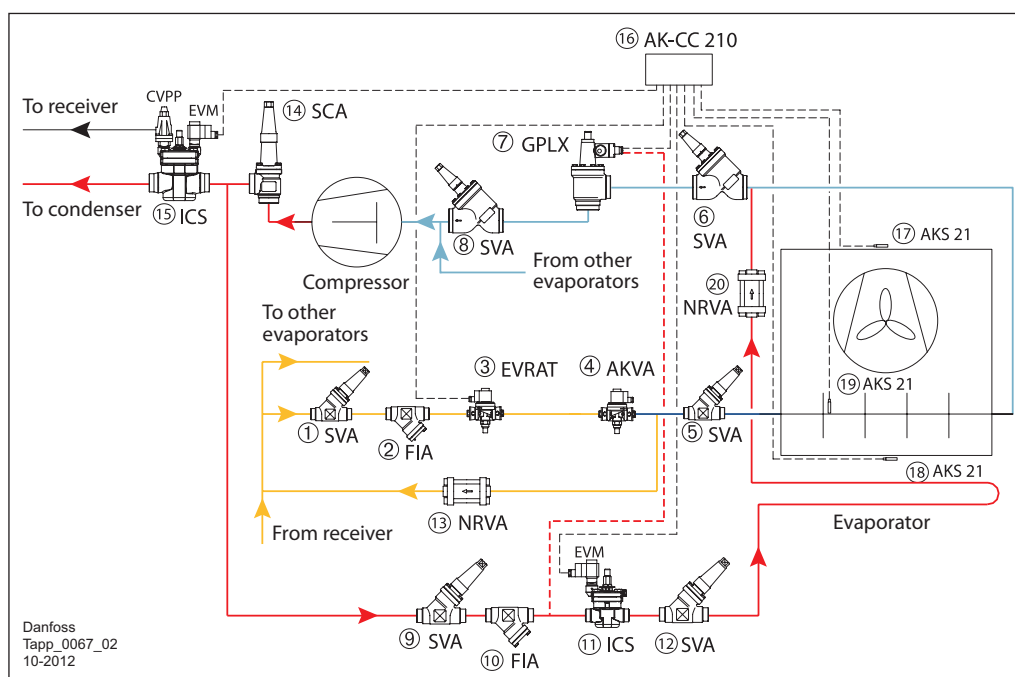 ⑯ AK-CC 210
To receiver
CVPP
EVM
⑭ SCA
⑦ GPLX
To condenser
⑮ ICS
Compressor
⑧ SVA
⑥
SVA
From other
evaporators
⑰ AKS 21
⑳
NRVA
To other
evaporators
③ EVRAT
④ AKVA
⑲ AKS 21
① SVA
② FIA
⑤ SVA
⑱ AKS 21
⑬ NRVA
From receiver
Evaporator
EVM
⑨ SVA
⑩ FIA
⑪ ICS
⑫ SVA
Danfoss
Tapp_0067_02
10-2012